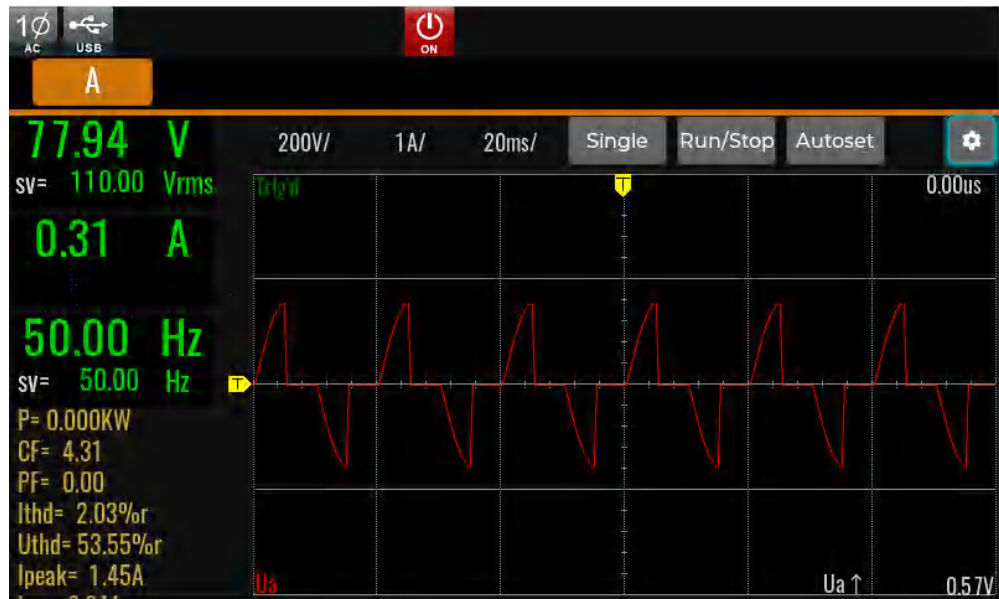 1Ø
AC
USB
ON
A
77.94 V
SV= 110.00 Vrms
0.31 A
50.00 Hz
SV= 50.00 Hz
P= 0.000KW
CF= 4.31
PF= 0.00
Ithd= 2.03%r
Uthd= 53.55%r
Ipeak= 1.45A
200V/ 1A/ 20ms/ Single Run/Stop Autoset
Trig'd T 0.00us
T
Ua Ua↑ 0.57V